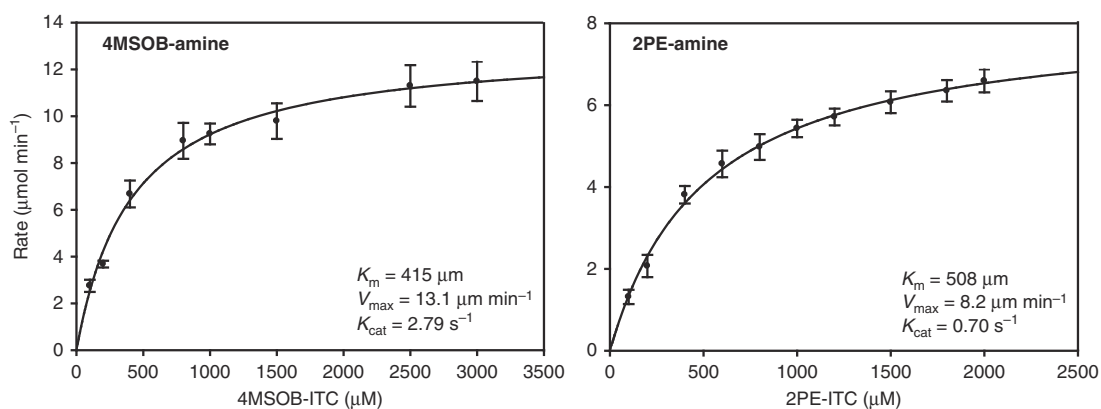 14
12
10
8
6
4
2
0
Rate (μmol min⁻¹)
4MSOB-amine
Km = 415 μm
Vmax = 13.1 μm min⁻¹
Kcat = 2.79 s⁻¹
0 500 1000 1500 2000 2500 3000 3500
4MSOB-ITC (μM)
8
6
4
2
0
2PE-amine
Km = 508 μm
Vmax = 8.2 μm min⁻¹
Kcat = 0.70 s⁻¹
0 500 1000 1500 2000 2500
2PE-ITC (μM)